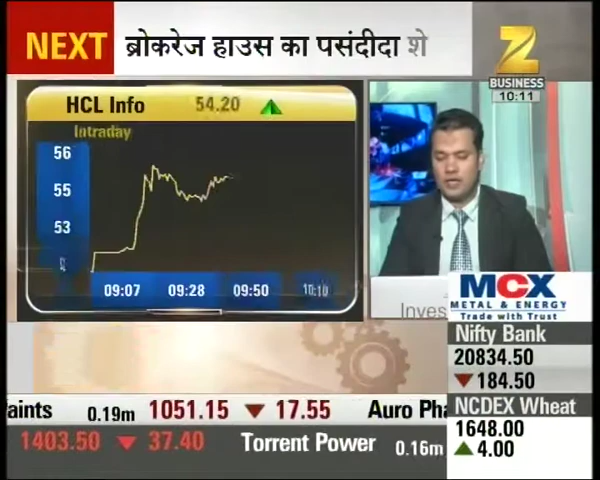 NEXT ब्रोकरेज हाउस का पसंदीदा शे
Z
BUSINESS
10:11
HCL Info 54.20
Intraday
56
55
53
09:07 09:28 09:50 10:10
Inves
MCX
METAL & ENERGY
Trade with Trust
Nifty Bank
20834.50
184.50
NCDEX Wheat
1648.00
4.00
aints 0.19m 1051.15 17.55 Auro Pha
1403.50 37.40 Torrent Power 0.16m